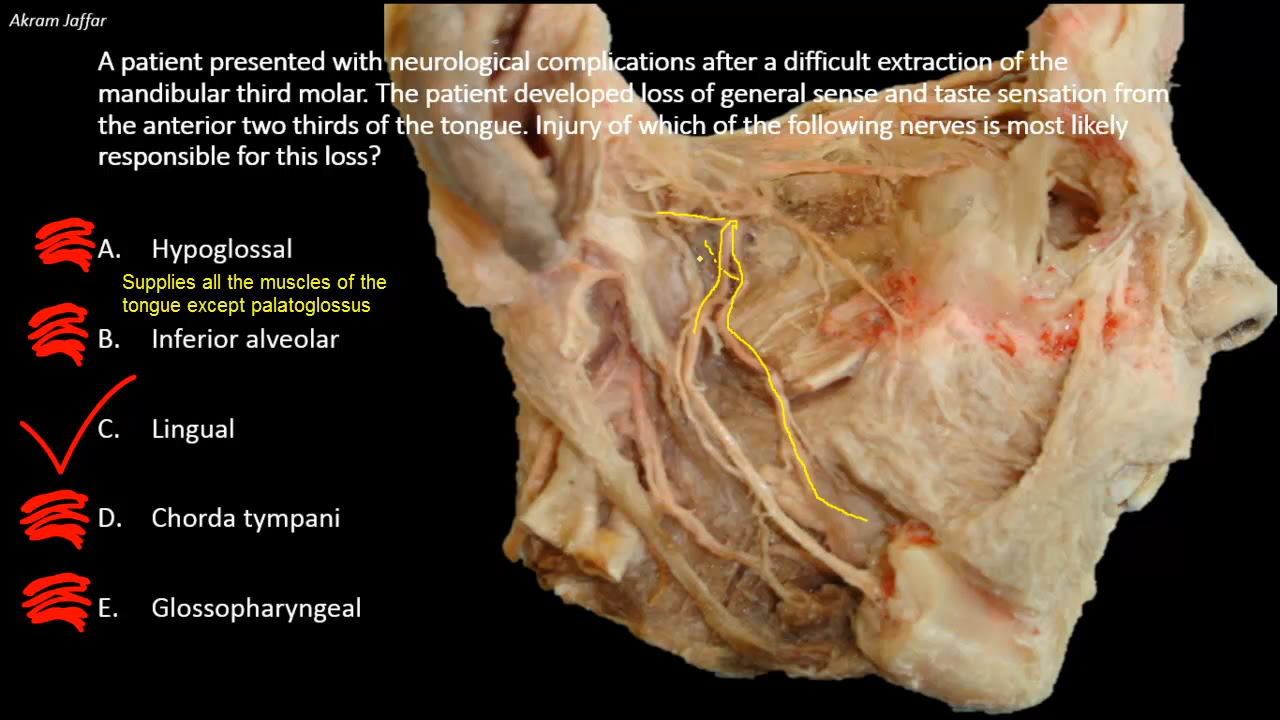 Akram Jaffar
A patient presented with neurological complications after a difficult extraction of the
mandibular third molar. The patient developed loss of general sense and taste sensation from
the anterior two thirds of the tongue. Injury of which of the following nerves is most likely
responsible for this loss?
A. Hypoglossal
Supplies all the muscles of the
tongue except palatoglossus
B. Inferior alveolar
C. Lingual
D. Chorda tympani
E. Glossopharyngeal